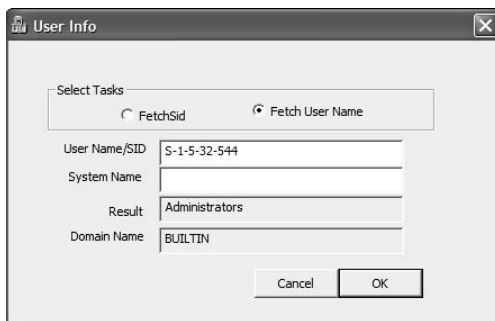 User Info
Select Tasks
FetchSid Fetch User Name
User Name/SID S-1-5-32-544
System Name
Result Administrators
Domain Name BUILTIN
Cancel OK